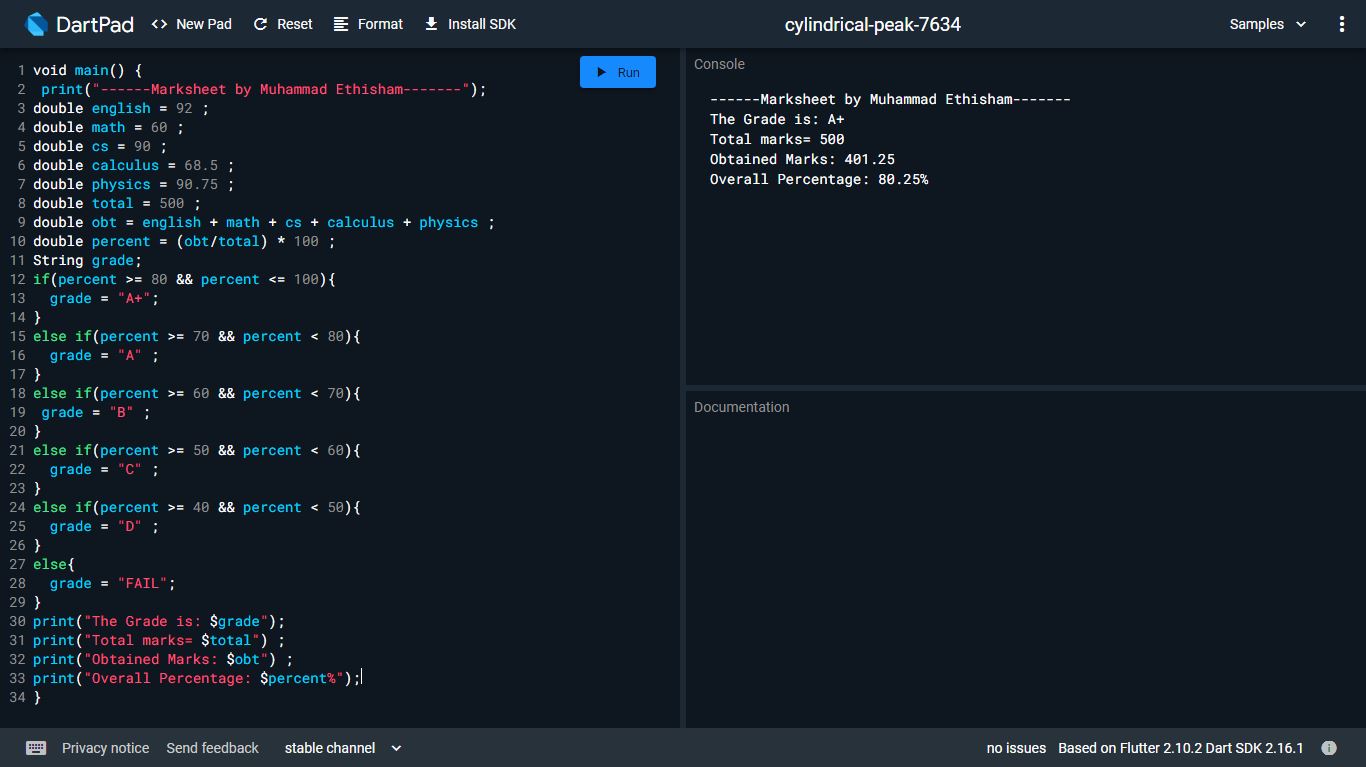 DartPad <> New Pad Reset Format Install SDK cylindrical-peak-7634 Samples
Run
1 void main() {
2 print("------Marksheet by Muhammad Ethisham-------");
3 double english = 92 ;
4 double math = 60 ;
5 double cs = 90 ;
6 double calculus = 68.5 ;
7 double physics = 90.75 ;
8 double total = 500 ;
9 double obt = english + math + cs + calculus + physics ;
10 double percent = (obt/total) * 100 ;
11 String grade;
12 if(percent >= 80 && percent <= 100){
13 grade = "A+";
14 }
15 else if(percent >= 70 && percent < 80){
16 grade = "A" ;
17 }
18 else if(percent >= 60 && percent < 70){
19 grade = "B" ;
20 }
21 else if(percent >= 50 && percent < 60){
22 grade = "C" ;
23 }
24 else if(percent >= 40 && percent < 50){
25 grade = "D" ;
26 }
27 else{
28 grade = "FAIL";
29 }
30 print("The Grade is: $grade");
31 print("Total marks= $total") ;
32 print("Obtained Marks: $obt") ;
33 print("Overall Percentage: $percent%");
34 }
Console
------Marksheet by Muhammad Ethisham-------
The Grade is: A+
Total marks= 500
Obtained Marks: 401.25
Overall Percentage: 80.25%
Documentation
Privacy notice Send feedback stable channel no issues Based on Flutter 2.10.2 Dart SDK 2.16.1